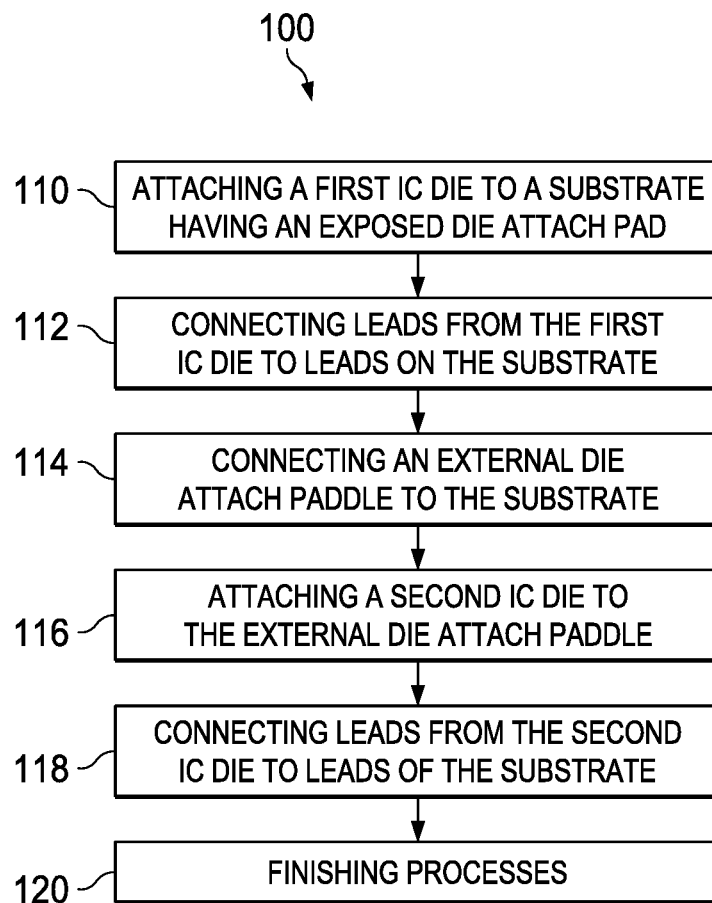 100
110
ATTACHING A FIRST IC DIE TO A SUBSTRATE
HAVING AN EXPOSED DIE ATTACH PAD
112
CONNECTING LEADS FROM THE FIRST
IC DIE TO LEADS ON THE SUBSTRATE
114
CONNECTING AN EXTERNAL DIE
ATTACH PADDLE TO THE SUBSTRATE
116
ATTACHING A SECOND IC DIE TO
THE EXTERNAL DIE ATTACH PADDLE
118
CONNECTING LEADS FROM THE SECOND
IC DIE TO LEADS OF THE SUBSTRATE
120
FINISHING PROCESSES